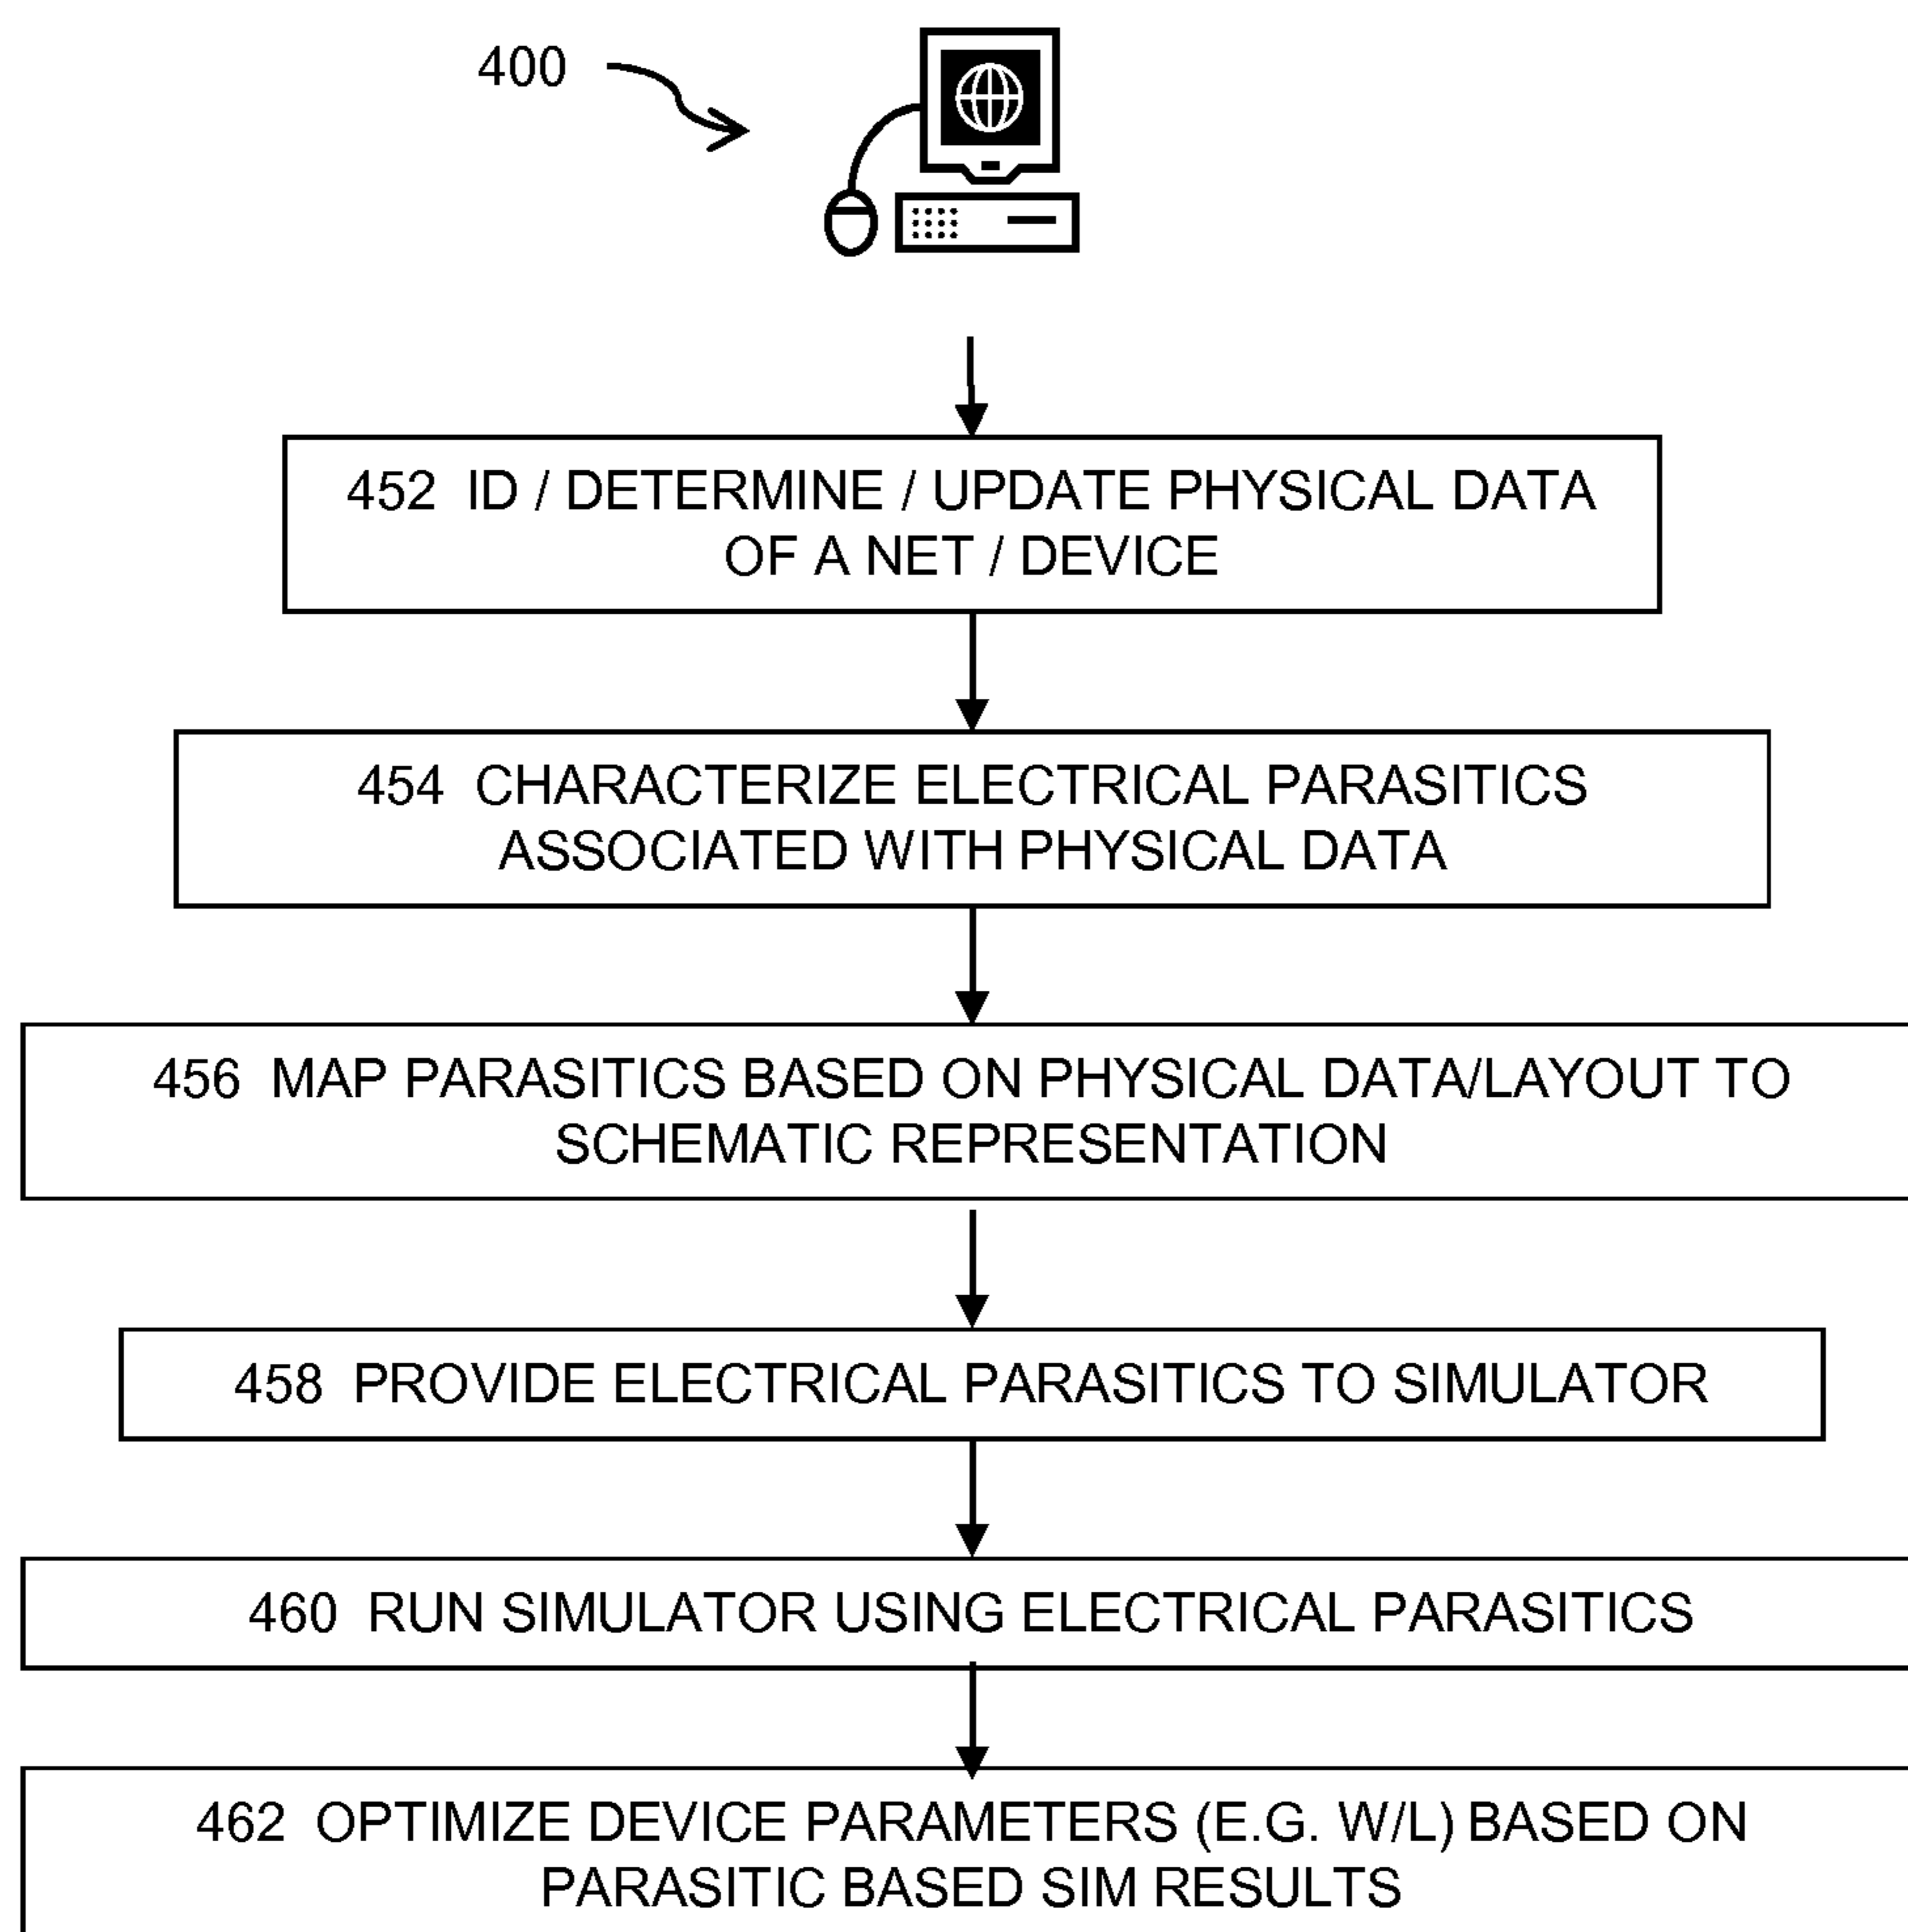 400
452 ID / DETERMINE / UPDATE PHYSICAL DATA
OF A NET / DEVICE
454 CHARACTERIZE ELECTRICAL PARASITICS
ASSOCIATED WITH PHYSICAL DATA
456 MAP PARASITICS BASED ON PHYSICAL DATA/LAYOUT TO
SCHEMATIC REPRESENTATION
458 PROVIDE ELECTRICAL PARASITICS TO SIMULATOR
460 RUN SIMULATOR USING ELECTRICAL PARASITICS
462 OPTIMIZE DEVICE PARAMETERS (E.G. W/L) BASED ON
PARASITIC BASED SIM RESULTS